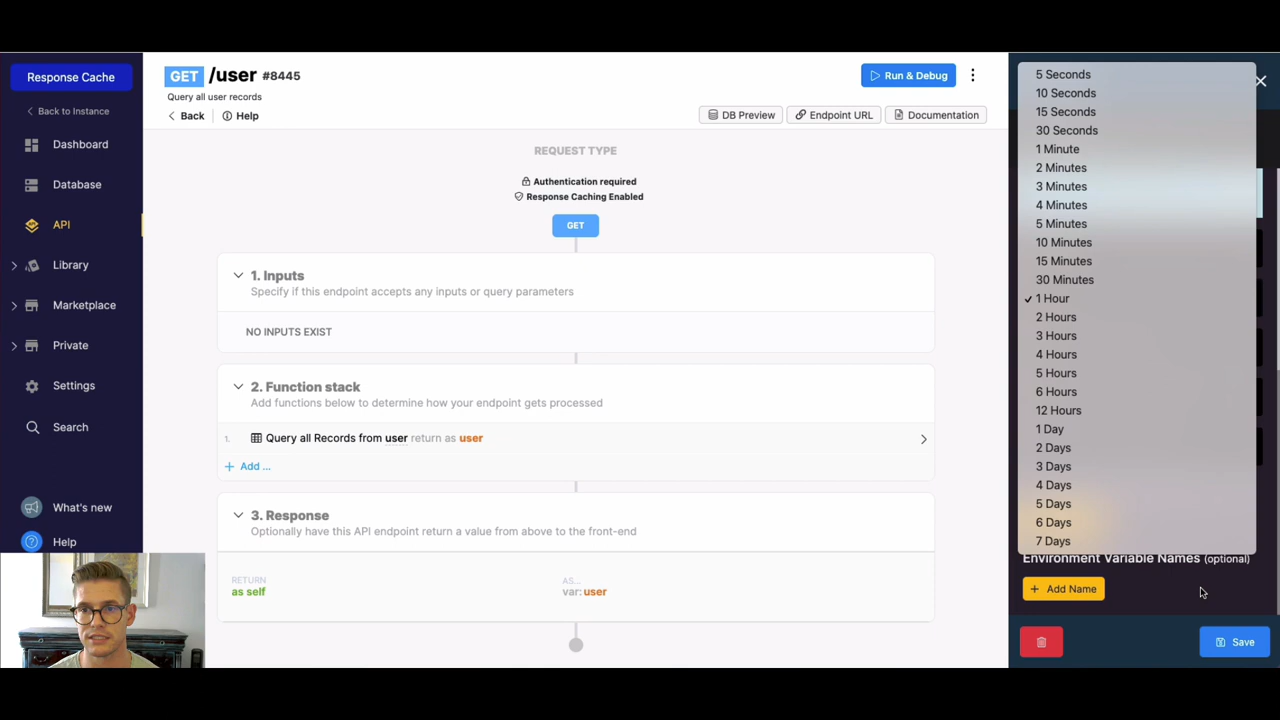 Response Cache
Back to Instance
Dashboard
Database
API
Library
Marketplace
Private
Settings
Search
What's new
Help
GET /user #8445
Query all user records
Back
Help
Run & Debug
DB Preview
Endpoint URL
Documentation
REQUEST TYPE
Authentication required
Response Caching Enabled
GET
1. Inputs
Specify if this endpoint accepts any inputs or query parameters
NO INPUTS EXIST
2. Function stack
Add functions below to determine how your endpoint gets processed
1. Query all Records from user return as user
+ Add ...
3. Response
Optionally have this API endpoint return a value from above to the front-end
RETURN
as self
AS...
var: user
5 Seconds
10 Seconds
15 Seconds
30 Seconds
1 Minute
2 Minutes
3 Minutes
4 Minutes
5 Minutes
10 Minutes
15 Minutes
30 Minutes
✓ 1 Hour
2 Hours
3 Hours
4 Hours
5 Hours
6 Hours
12 Hours
1 Day
2 Days
3 Days
4 Days
5 Days
6 Days
7 Days
Environment Variable Names (optional)
+ Add Name
Save